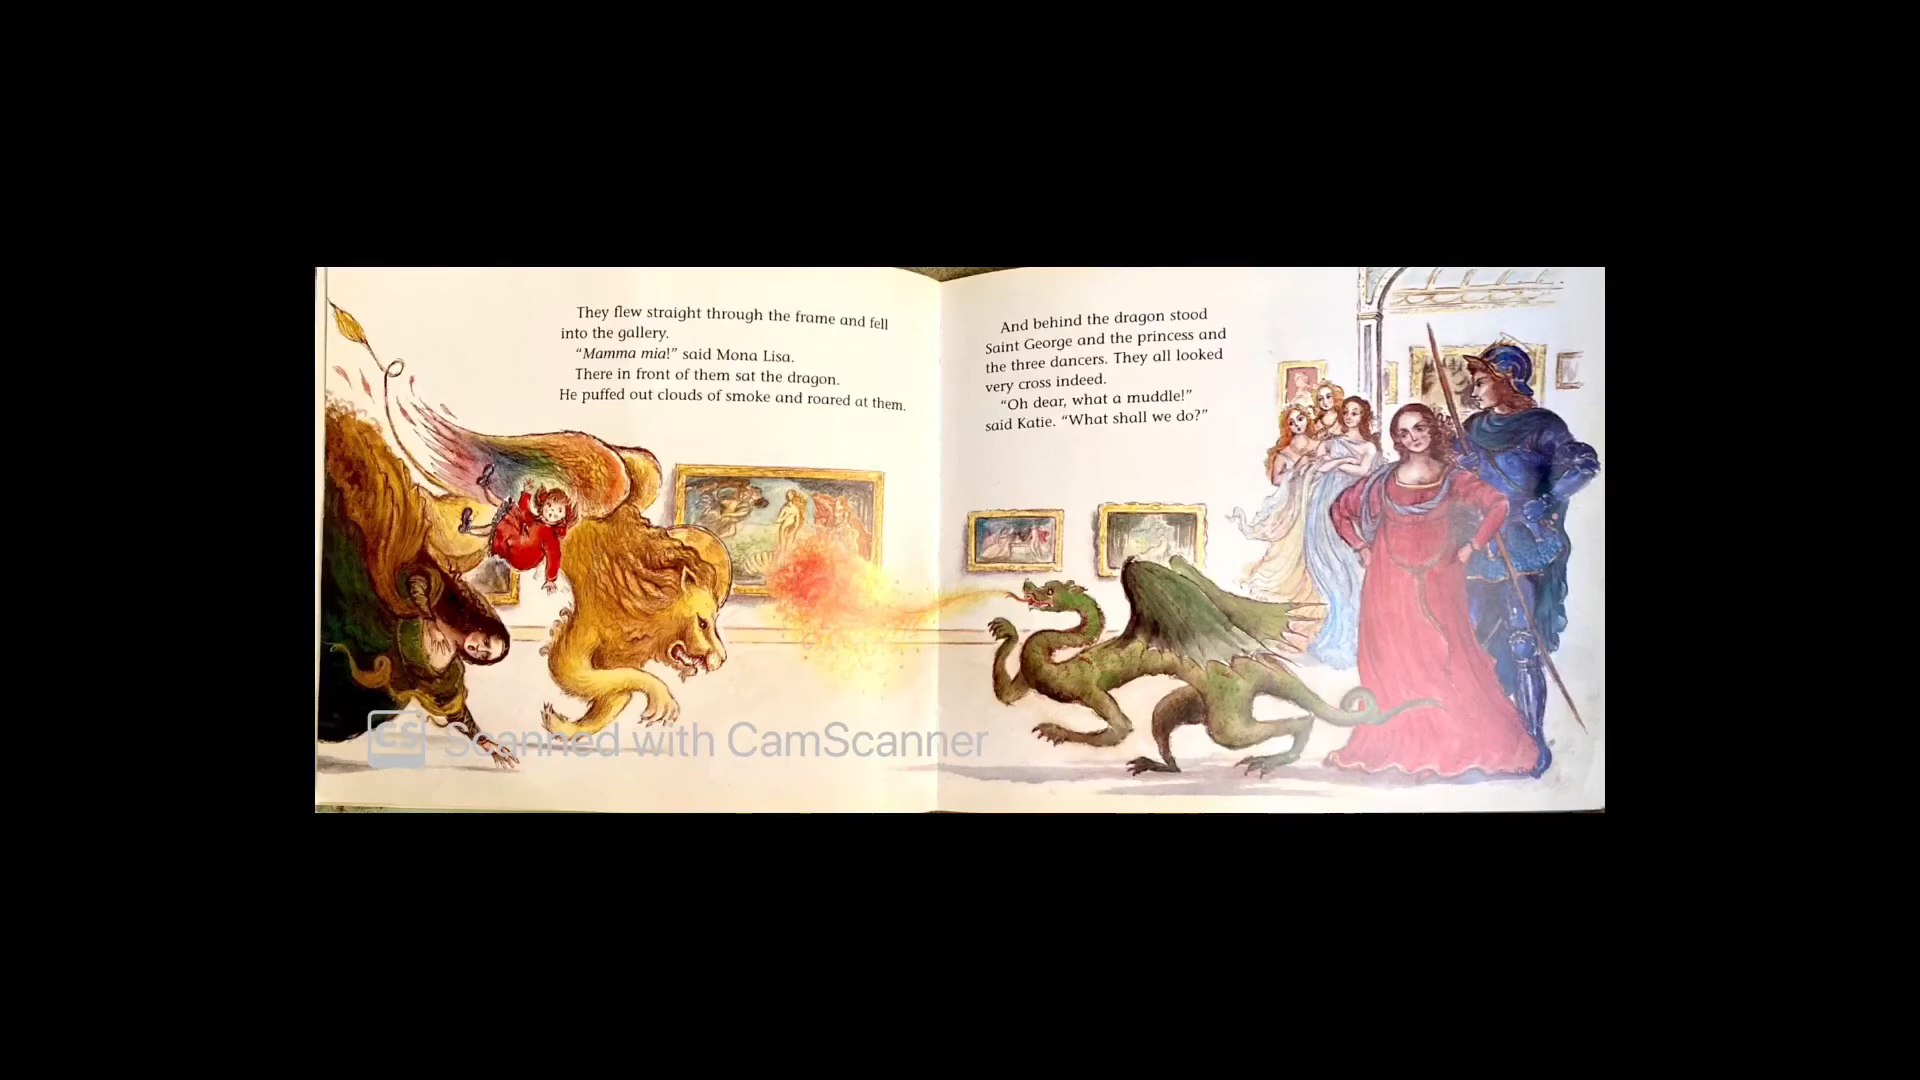 They flew straight through the frame and fell
into the gallery.
“Mamma mia!” said Mona Lisa.
There in front of them sat the dragon.
He puffed out clouds of smoke and roared at them.
And behind the dragon stood
Saint George and the princess and
the three dancers. They all looked
very cross indeed.
“Oh dear, what a muddle!”
said Katie. “What shall we do?”
CS Scanned with CamScanner